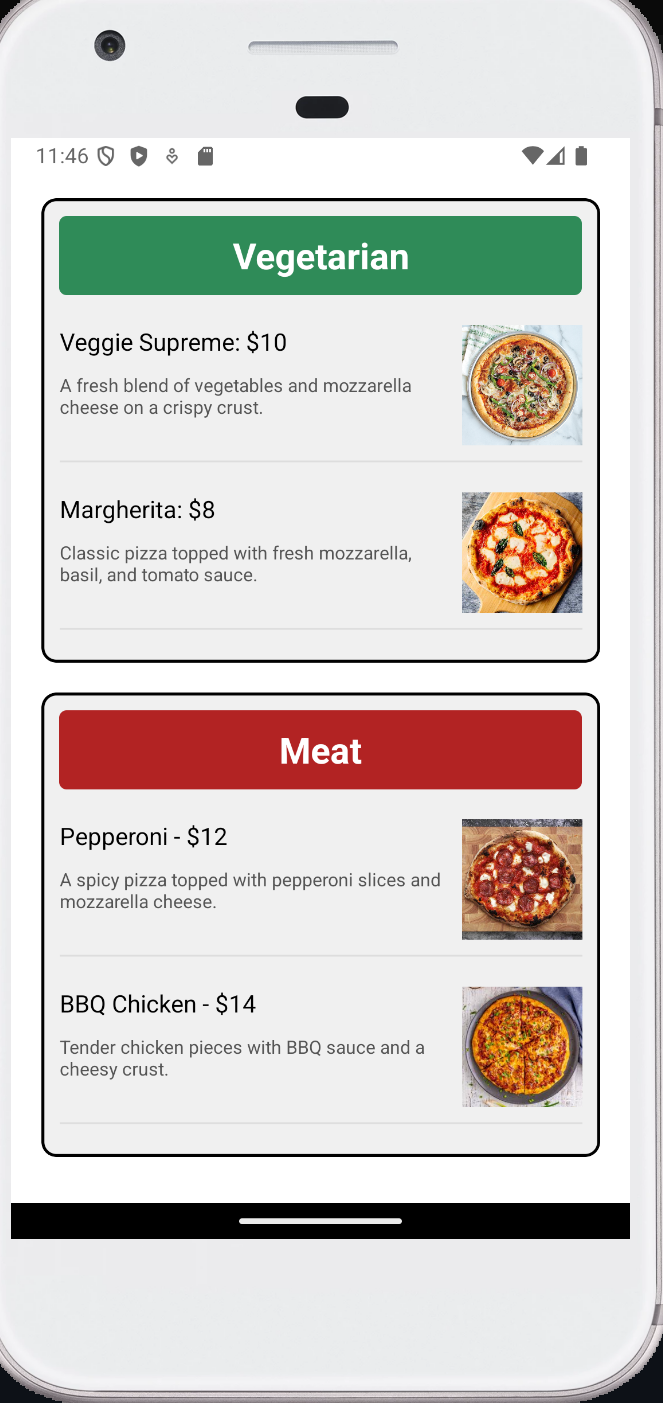 11:46
Vegetarian
Veggie Supreme: $10
A fresh blend of vegetables and mozzarella
cheese on a crispy crust.
Margherita: $8
Classic pizza topped with fresh mozzarella,
basil, and tomato sauce.
Meat
Pepperoni - $12
A spicy pizza topped with pepperoni slices and
mozzarella cheese.
BBQ Chicken - $14
Tender chicken pieces with BBQ sauce and a
cheesy crust.